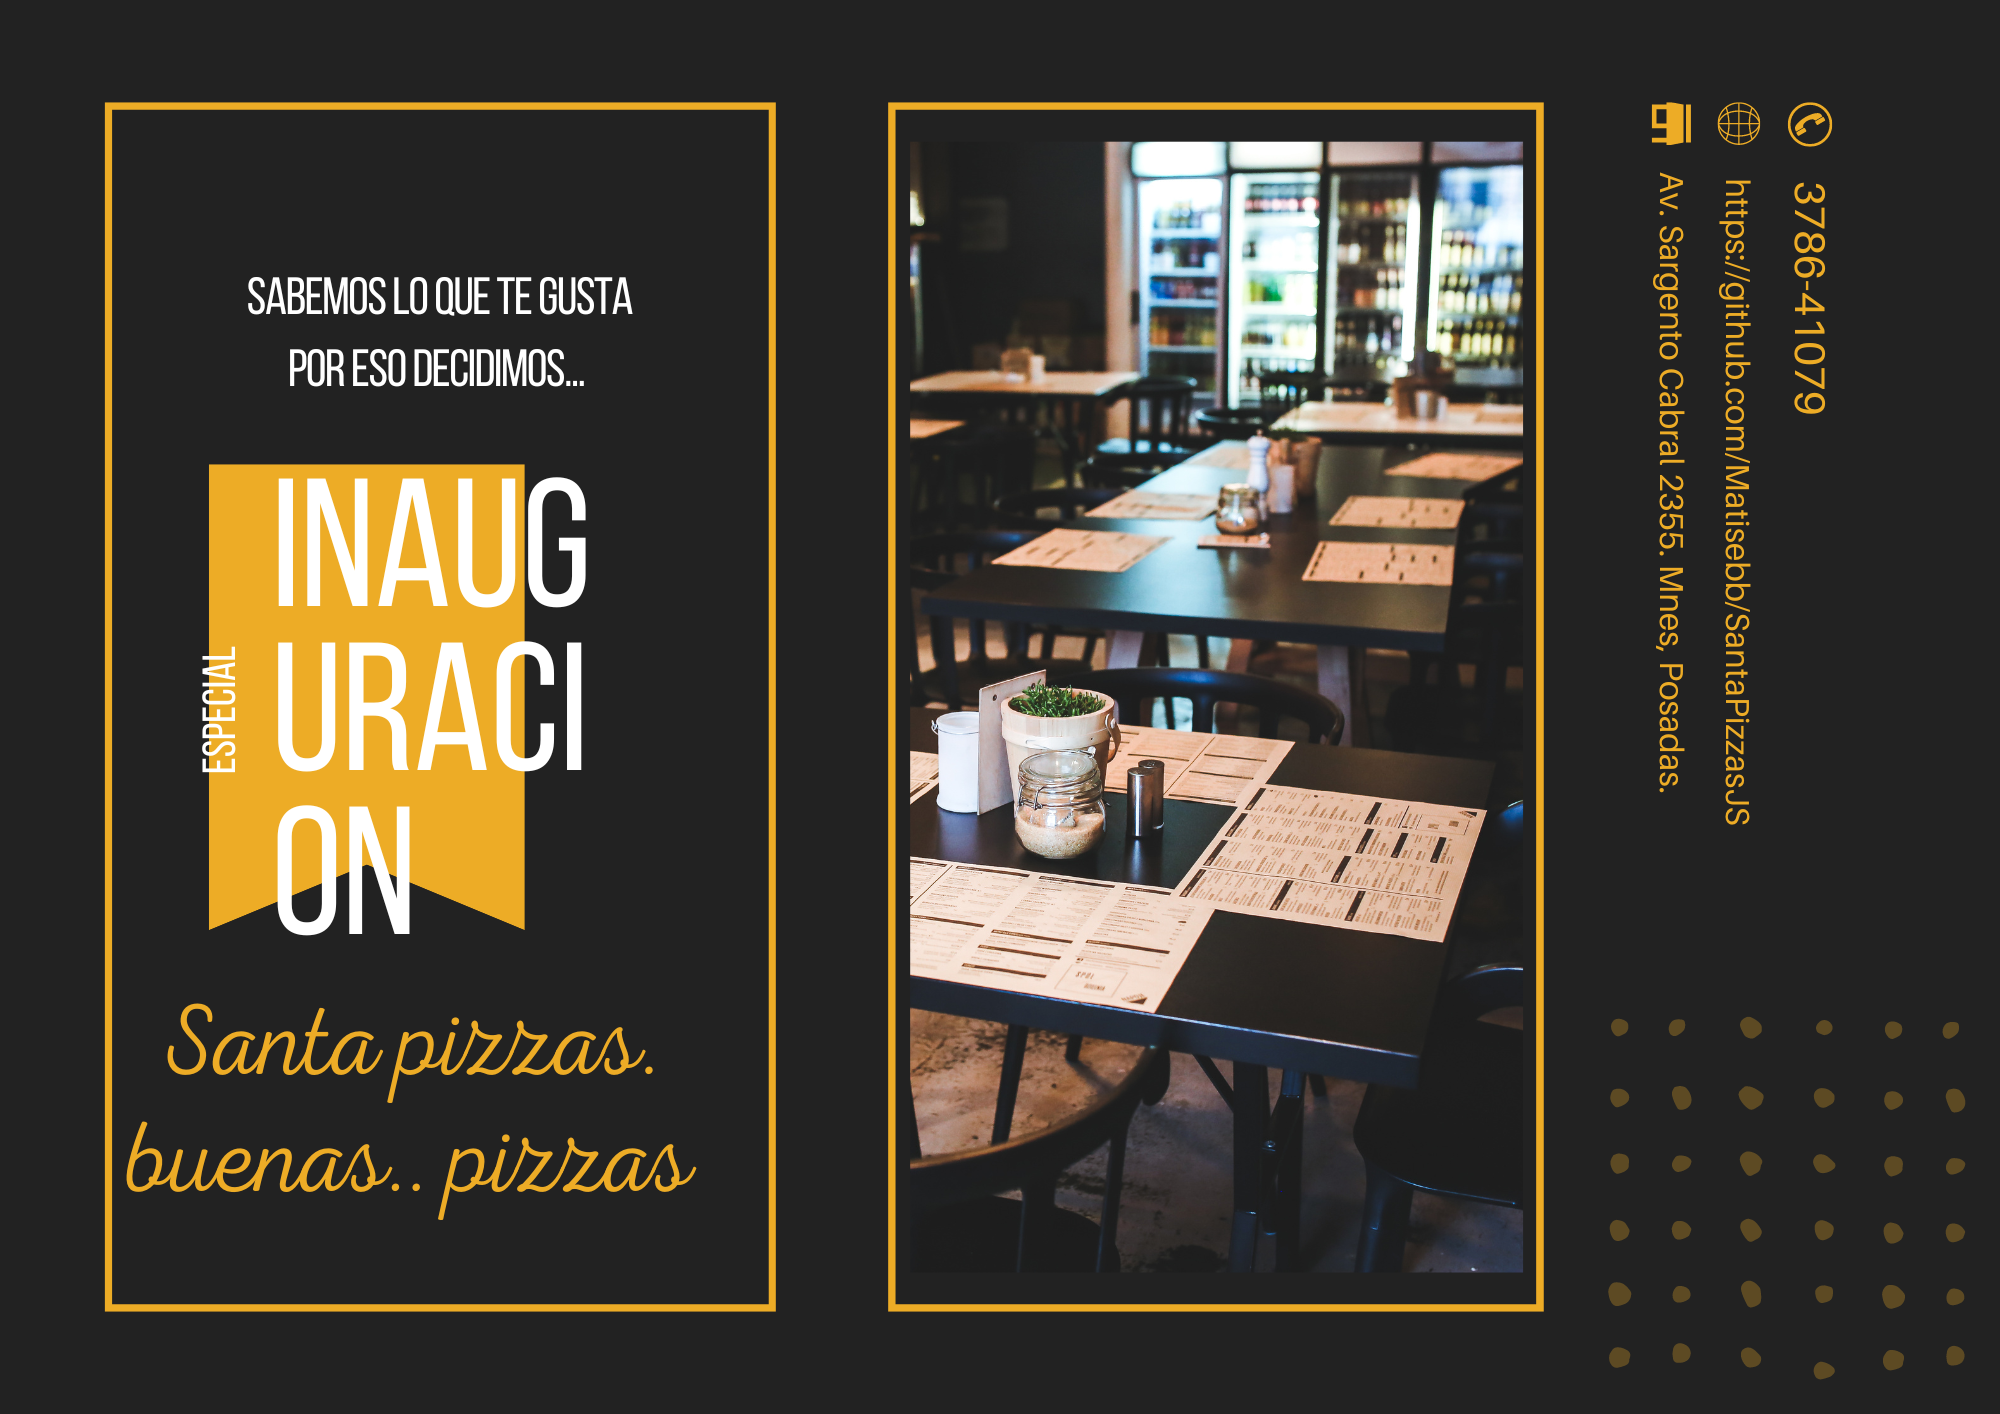 SABEMOS LO QUE TE GUSTA
POR ESO DECIDIMOS...
ESPECIAL
INAUG
URACI
ON
Santa pizzas.
buenas.. pizzas
3786-41079
https://github.com/Matisebb/SantaPizzasJS
Av. Sargento Cabral 2355. Mnes, Posadas.